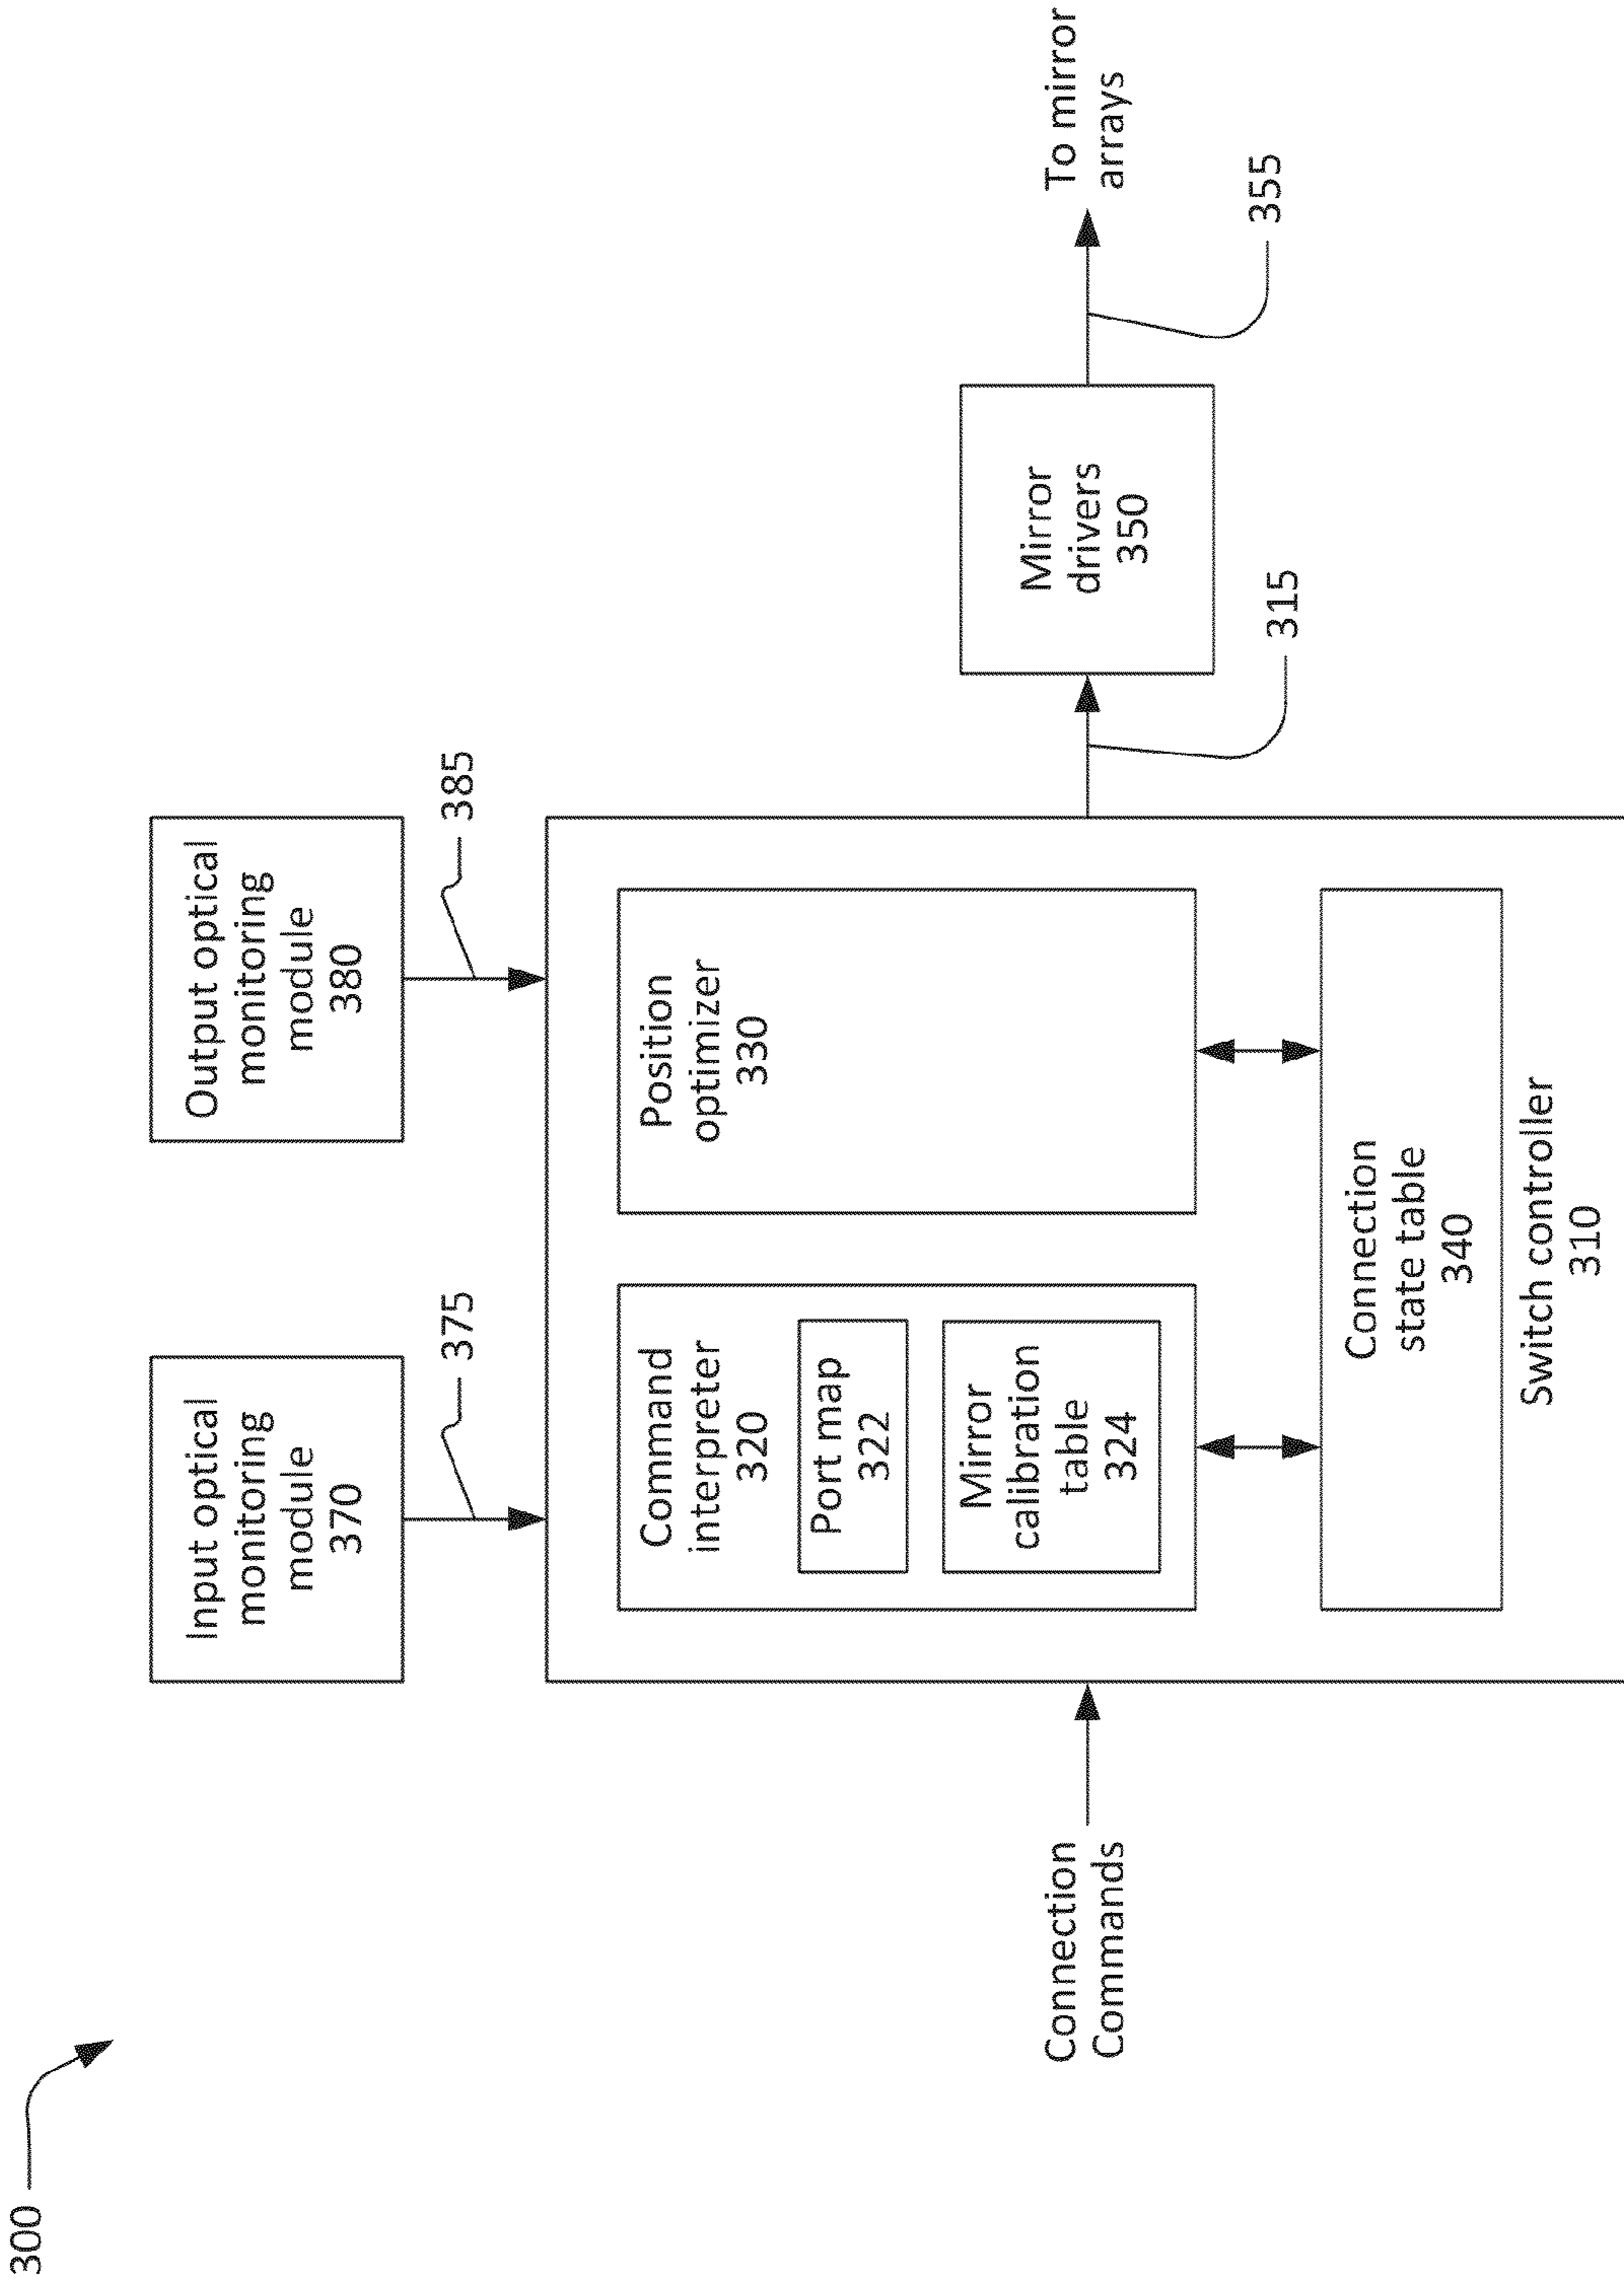 300
Input optical
monitoring
module
370
375
Output optical
monitoring
module
380
385
Command
interpreter
320
Port map
322
Mirror
calibration
table
324
Position
optimizer
330
Connection
state table
340
Switch controller
310
Connection
Commands
315
Mirror
drivers
350
355
To mirror
arrays